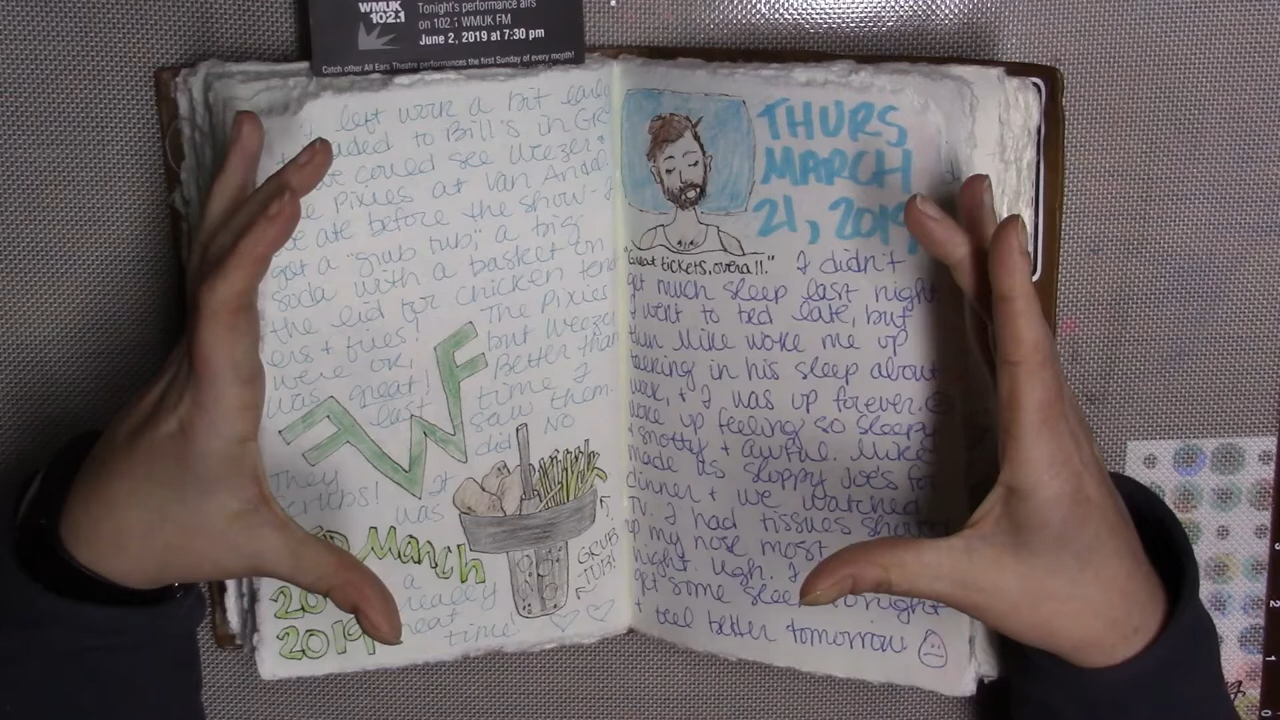 WMUK
102.1
Tonight's performance airs
on 102.1 WMUK FM
June 2, 2019 at 7:30 pm
Catch other All Ears Theatre performances the first Sunday of every month!
I left work a bit early
to Bill's in GR
we could see Weezer +
Pixies at Van Andel
ate before the show-I
got a "grub tub," a big
soda with a basket on
the lid for chicken tend
ers + fries! The Pixies
were OK, but Weezer
was great! Better than
last time I
saw them.
They did NO
scrubs! It
was
a
really
neat
time!
W
F
March
20
2019
GRUB
TUB!
THURS
MARCH
21, 2019
"Great tickets, overall."
I didn't
get much sleep last night
I went to bed late, but
then Mike woke me up
talking in his sleep about
work, + I was up forever.
woke up feeling so sleepy
+ snotty + awful. Mike
made us sloppy Joe's for
dinner + we watched
TV. I had tissues shoved
up my nose most
night. Ugh. I
get some sleep tonight
+ feel better tomorrow